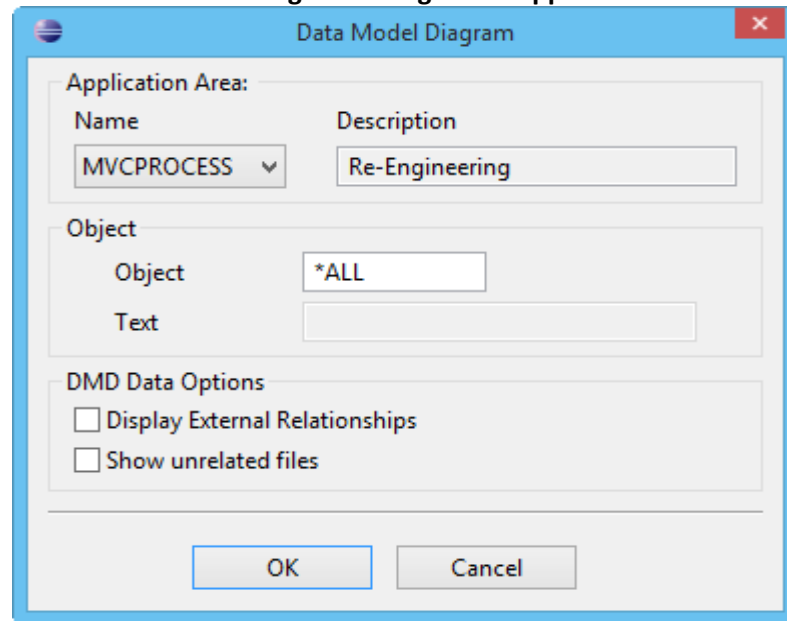 Data Model Diagram
Application Area:
Name Description
MVCPROCESS Re-Engineering
Object
Object *ALL
Text
DMD Data Options
Display External Relationships
Show unrelated files
OK Cancel